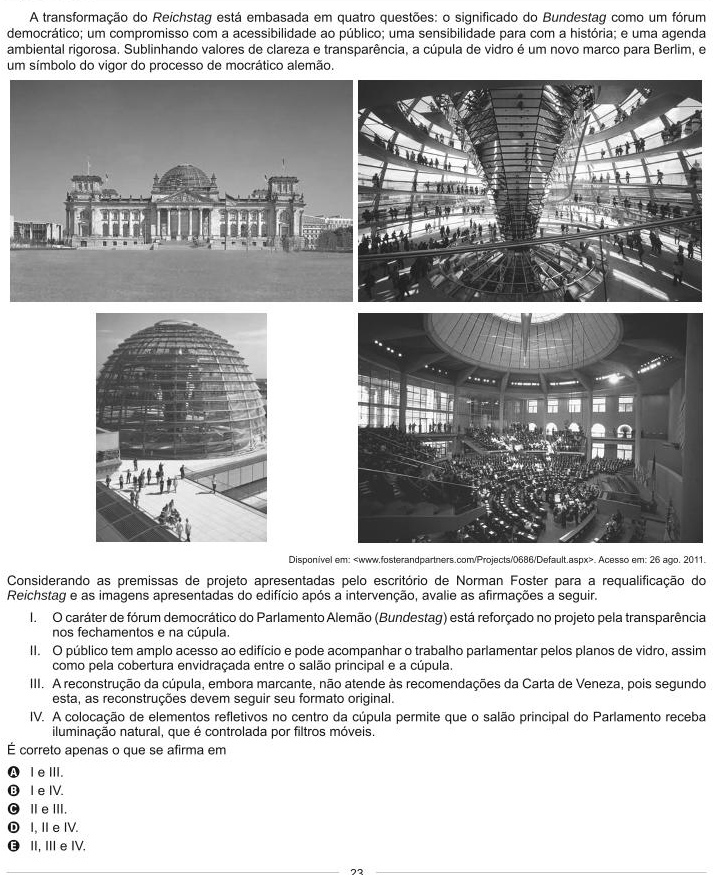 A transformação do Reichstag está embasada em quatro questões: o significado do Bundestag como um fórum
democrático; um compromisso com a acessibilidade ao público; uma sensibilidade para com a história; e uma agenda
ambiental rigorosa. Sublinhando valores de clareza e transparência, a cúpula de vidro é um novo marco para Berlim, e
um símbolo do vigor do processo de mocrático alemão.
Disponível em: <www.fosterandpartners.com/Projects/0686/Default.aspx>. Acesso em: 26 ago. 2011.
Considerando as premissas de projeto apresentadas pelo escritório de Norman Foster para a requalificação do
Reichstag e as imagens apresentadas do edifício após a intervenção, avalie as afirmações a seguir.
I. O caráter de fórum democrático do Parlamento Alemão (Bundestag) está reforçado no projeto pela transparência
nos fechamentos e na cúpula.
II. O público tem amplo acesso ao edifício e pode acompanhar o trabalho parlamentar pelos planos de vidro, assim
como pela cobertura envidraçada entre o salão principal e a cúpula.
III. A reconstrução da cúpula, embora marcante, não atende às recomendações da Carta de Veneza, pois segundo
esta, as reconstruções devem seguir seu formato original.
IV. A colocação de elementos refletivos no centro da cúpula permite que o salão principal do Parlamento receba
iluminação natural, que é controlada por filtros móveis.
É correto apenas o que se afirma em
A I e III.
B I e IV.
C II e III.
D I, II e IV.
E II, III e IV.
23